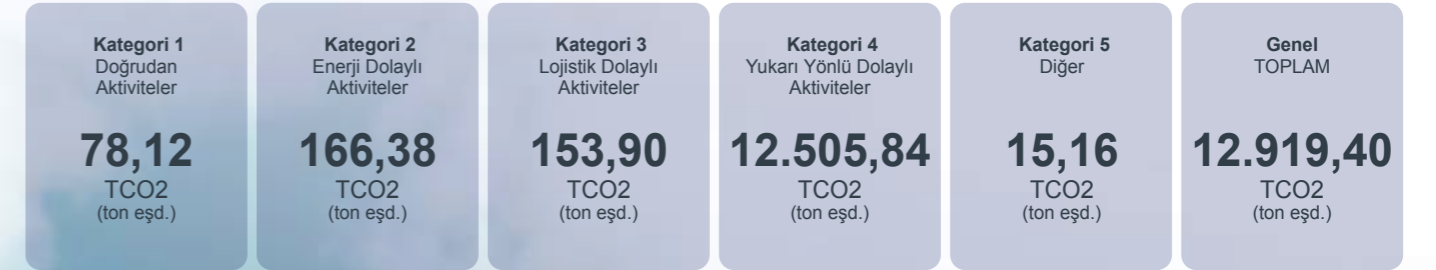 Kategori 1
Doğrudan
Aktiviteler
78,12
TCO2
(ton eşd.)
Kategori 2
Enerji Dolaylı
Aktiviteler
166,38
TCO2
(ton eşd.)
Kategori 3
Lojistik Dolaylı
Aktiviteler
153,90
TCO2
(ton eşd.)
Kategori 4
Yukarı Yönlü Dolaylı
Aktiviteler
12.505,84
TCO2
(ton eşd.)
Kategori 5
Diğer
15,16
TCO2
(ton eşd.)
Genel
TOPLAM
12.919,40
TCO2
(ton eşd.)